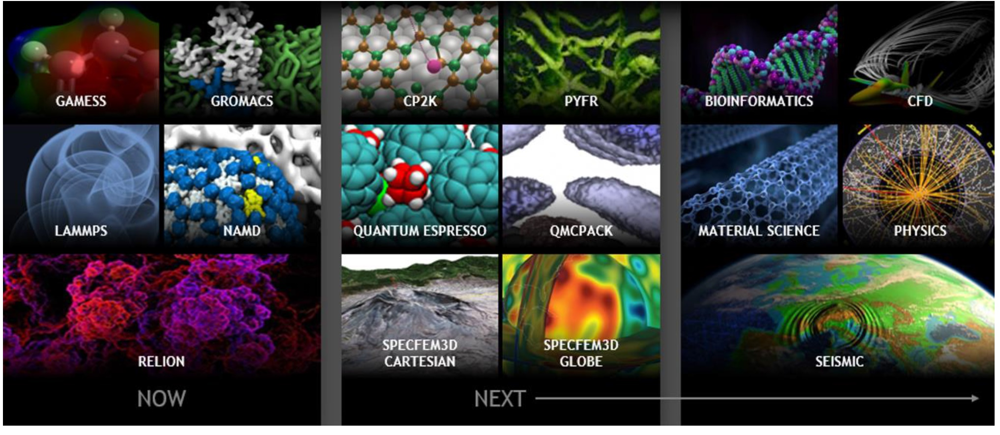 GAMESS
GROMACS
CP2K
PYFR
BIOINFORMATICS
CFD
LAMMPS
NAMD
QUANTUM ESPRESSO
QMCPACK
MATERIAL SCIENCE
PHYSICS
RELION
SPECFEM3D
CARTESIAN
SPECFEM3D
GLOBE
SEISMIC
NOW
NEXT